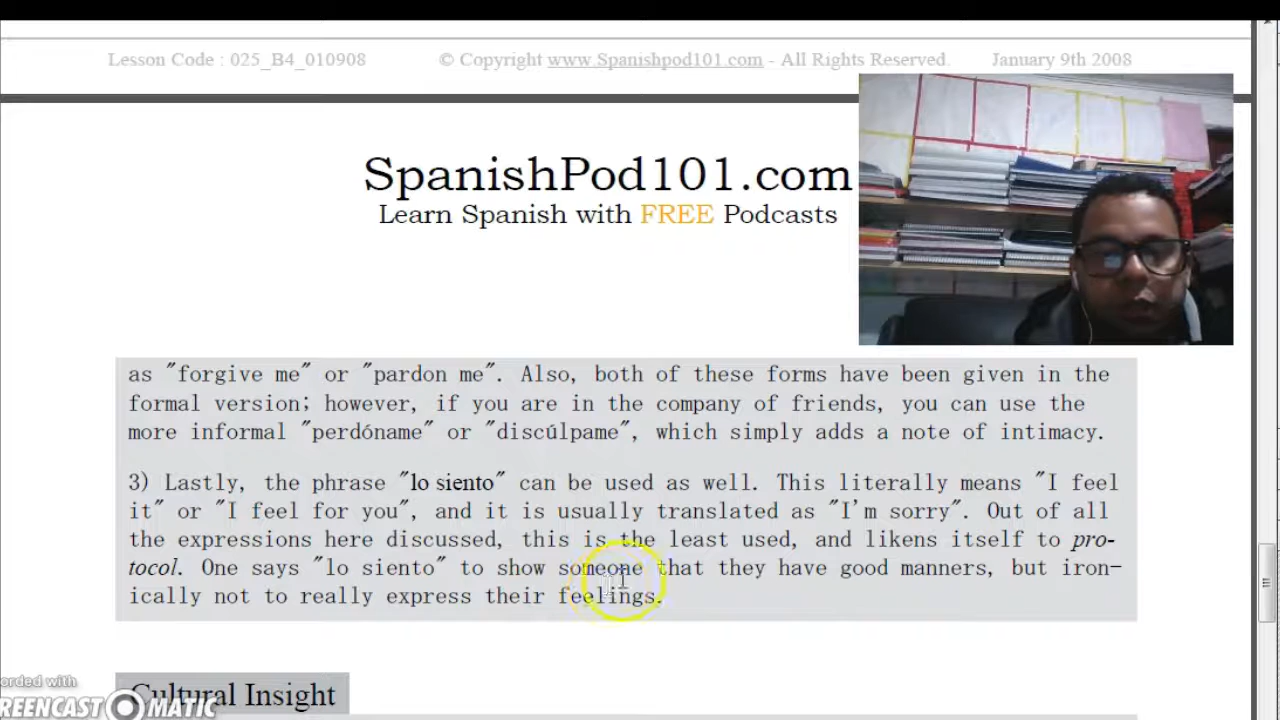 Lesson Code : 025_B4_010908 © Copyright www.Spanishpod101.com - All Rights Reserved. January 9th 2008
SpanishPod101.com
Learn Spanish with FREE Podcasts
as "forgive me" or "pardon me". Also, both of these forms have been given in the
formal version; however, if you are in the company of friends, you can use the
more informal "perdóname" or "discúlpame", which simply adds a note of intimacy.
3) Lastly, the phrase "lo siento" can be used as well. This literally means "I feel
it" or "I feel for you", and it is usually translated as "I'm sorry". Out of all
the expressions here discussed, this is the least used, and likens itself to pro-
tocol. One says "lo siento" to show someone that they have good manners, but iron-
ically not to really express their feelings.
Cultural Insight
orded with
REENCAST MATIC